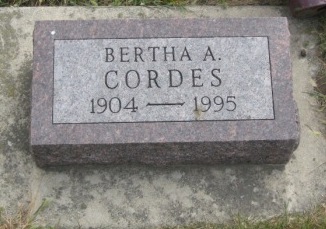 BERTHA A.
CORDES
1904 — 1995